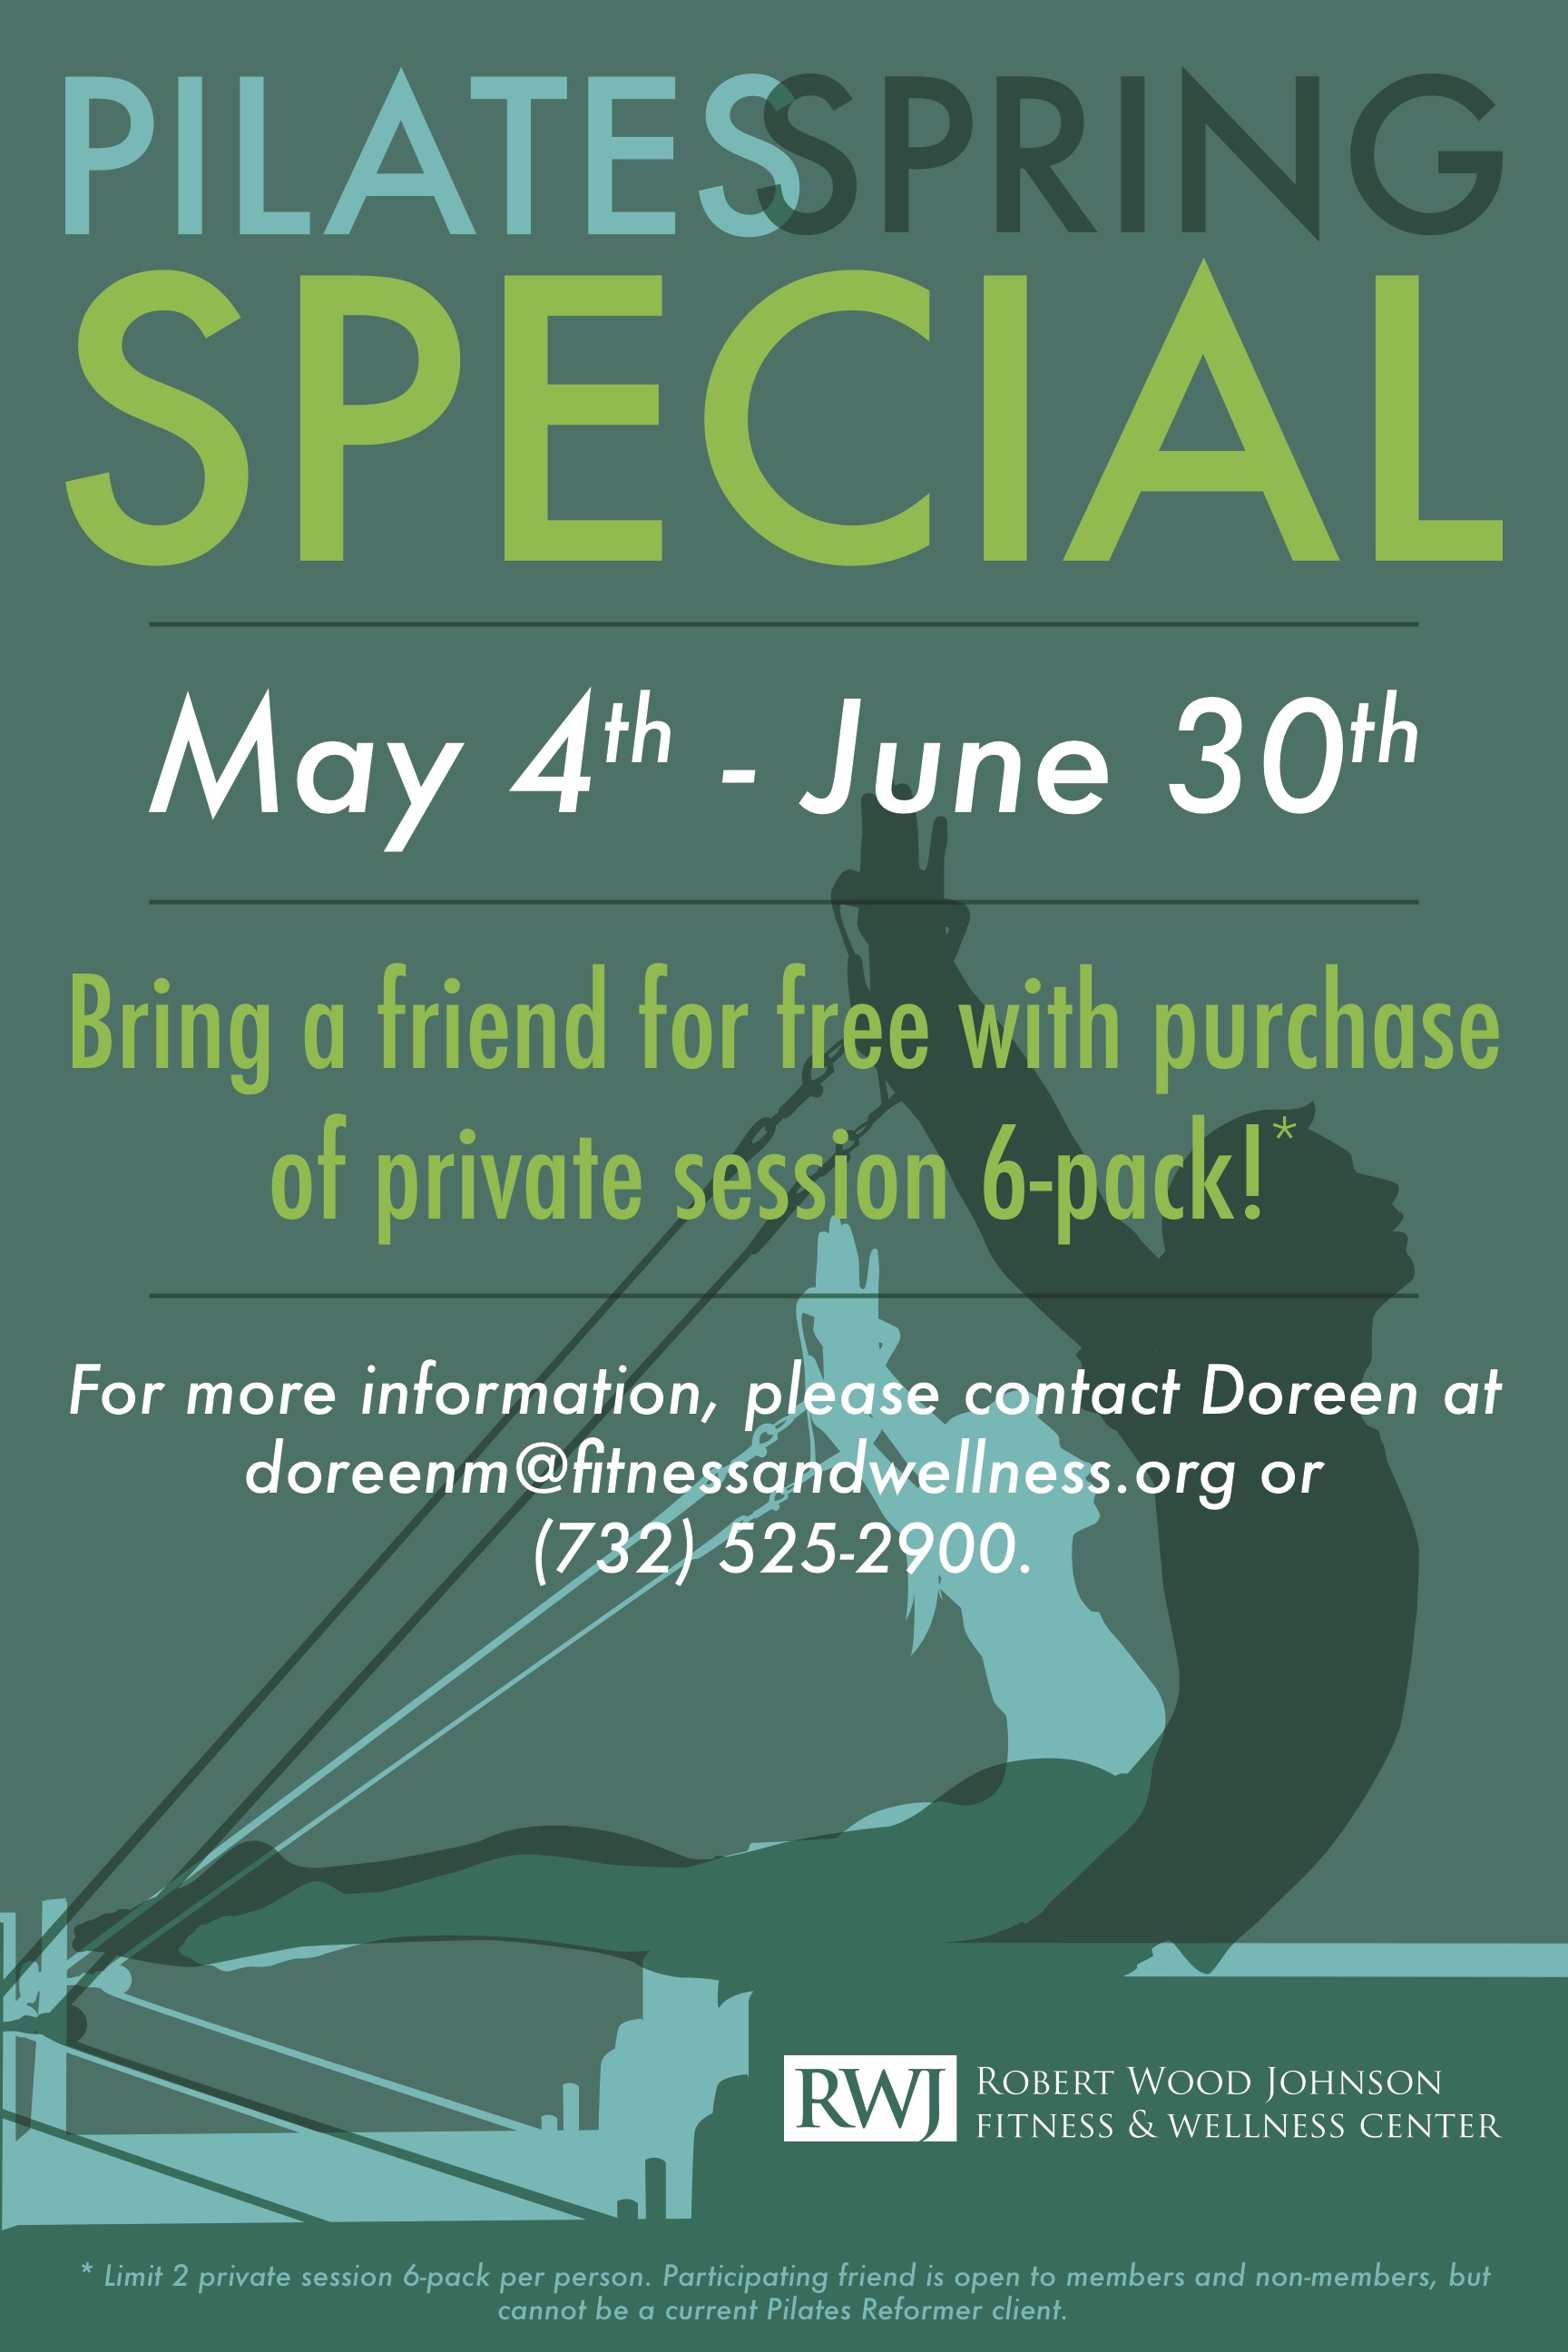 PILATES SPRING
SPECIAL
May 4th - June 30th
Bring a friend for free with purchase
of private session 6-pack!*
For more information, please contact Doreen at
doreenm@fitnessandwellness.org or
(732) 525-2900.
RWJ
ROBERT WOOD JOHNSON
FITNESS & WELLNESS CENTER
* Limit 2 private session 6-pack per person. Participating friend is open to members and non-members, but
cannot be a current Pilates Reformer client.